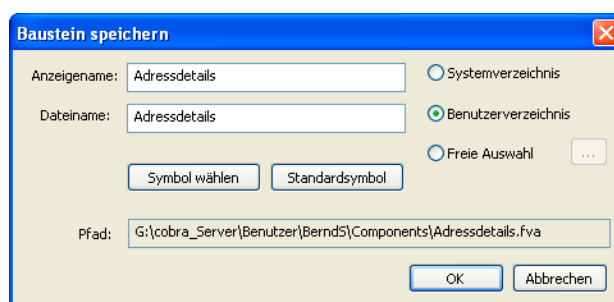 Baustein speichern
Anzeigename: Adressdetails
Systemverzeichnis
Dateiname: Adressdetails
Benutzerverzeichnis
Freie Auswahl ...
Symbol wählen Standardsymbol
Pfad: G:\cobra_Server\Benutzer\BerndS\Components\Adressdetails.fva
OK Abbrechen